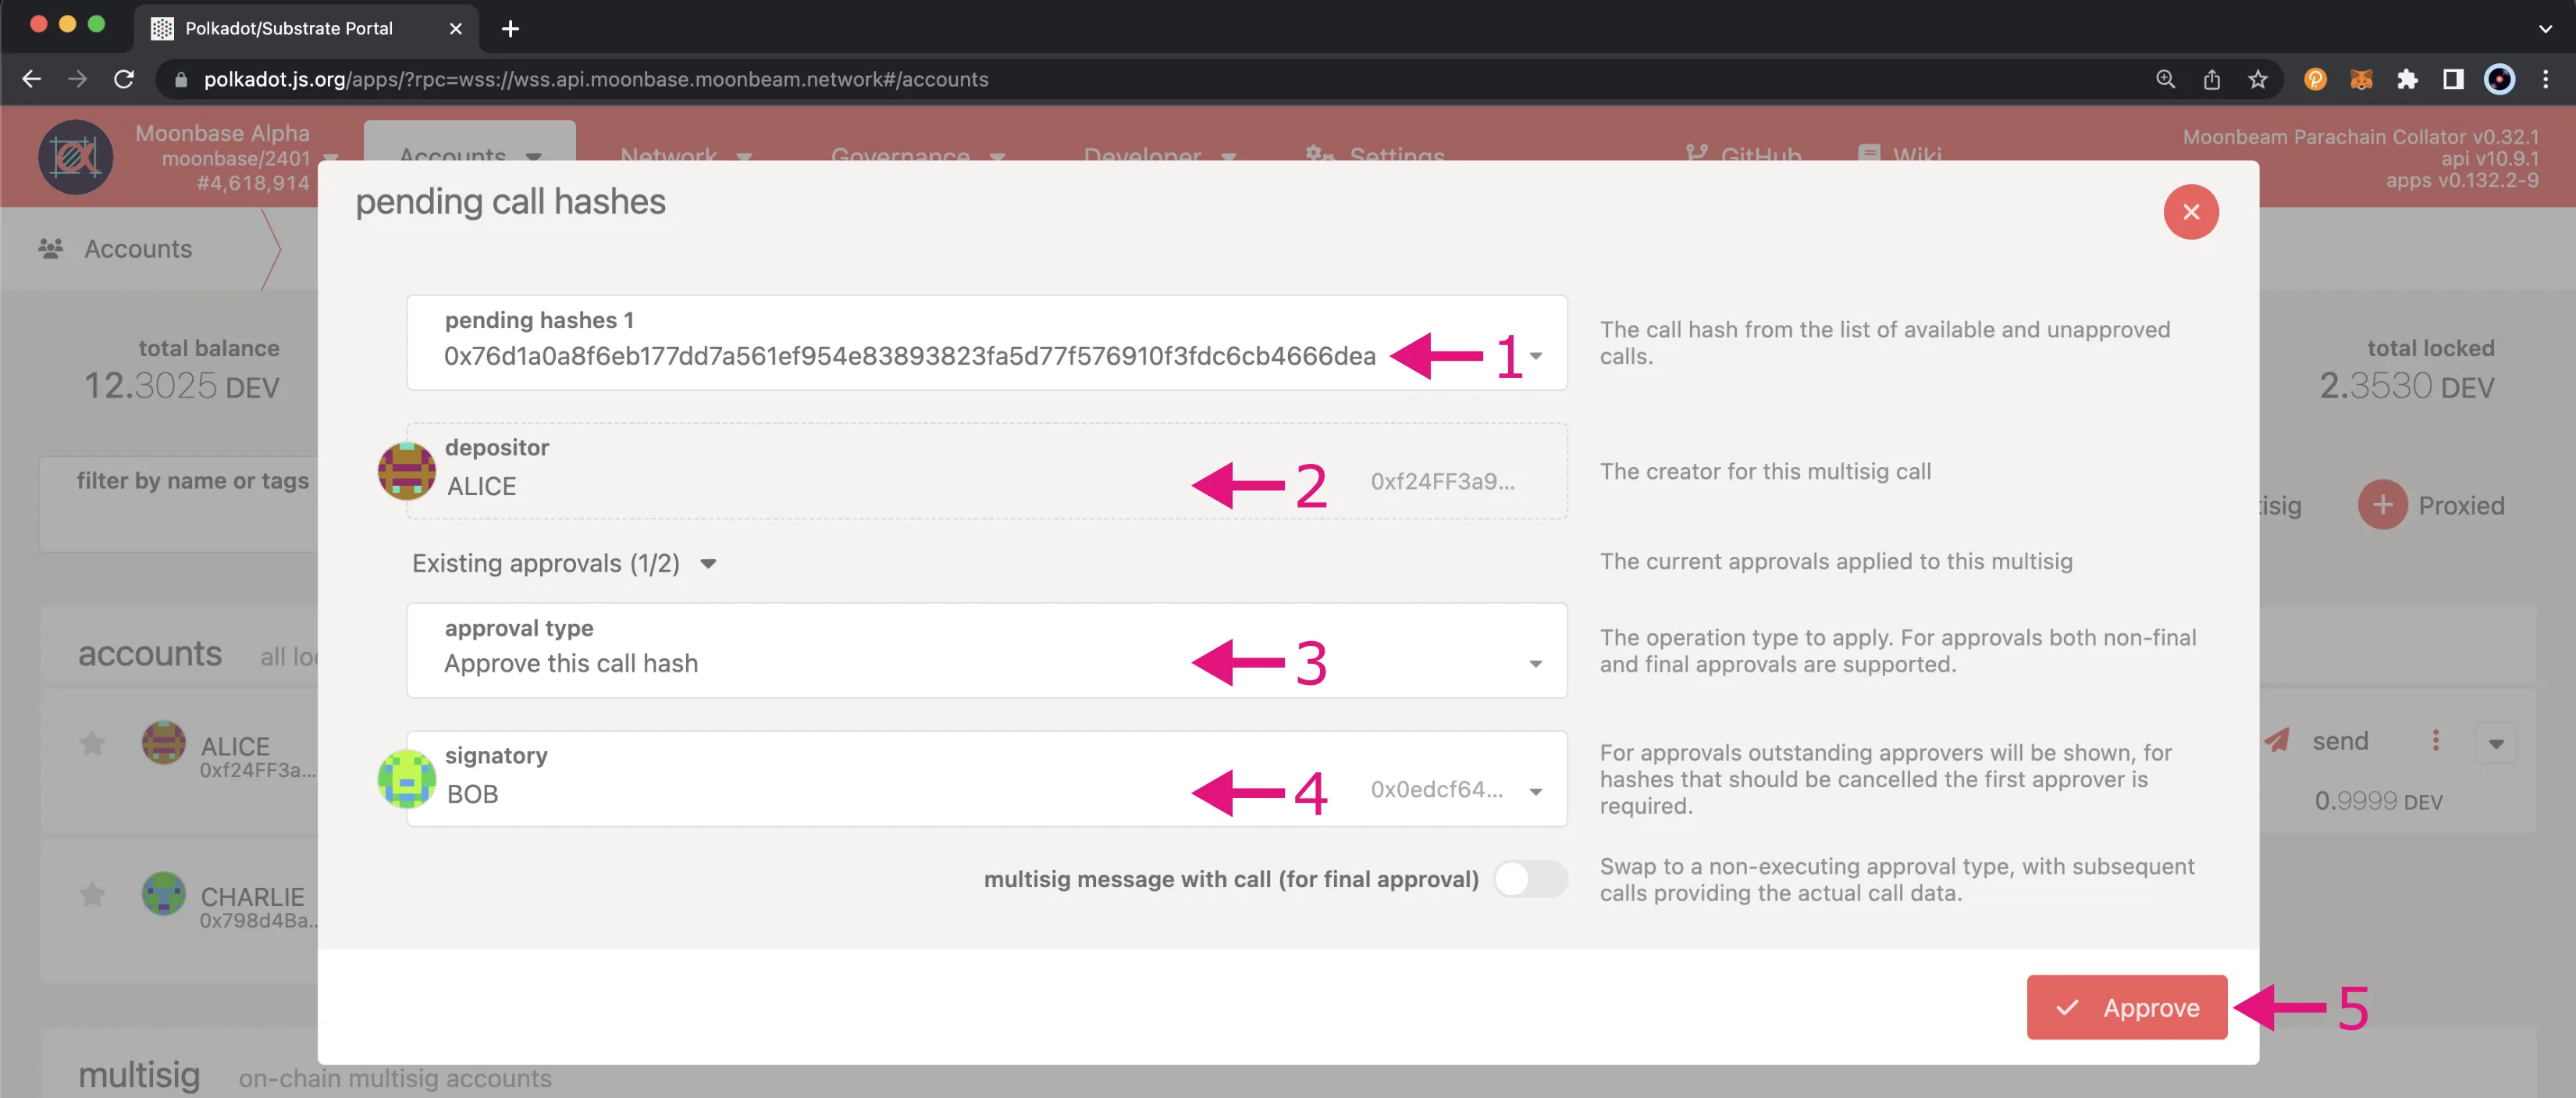 Polkadot/Substrate Portal
polkadot.js.org/apps/?rpc=wss://wss.api.moonbase.moonbeam.network#/accounts
Moonbase Alpha
moonbase/2401
#4,618,914
Accounts
Network
Governance
Developer
Settings
GitHub
Wiki
Moonbeam Parachain Collator v0.32.1
api v10.9.1
apps v0.132.2-9
Accounts
pending call hashes
total balance
12.3025 DEV
total locked
2.3530 DEV
pending hashes 1
0x76d1a0a8f6eb177dd7a561ef954e83893823fa5d77f576910f3fdc6cb4666dea
1
The call hash from the list of available and unapproved
calls.
filter by name or tags
depositor
ALICE
2
0xf24FF3a9...
The creator for this multisig call
tisig
Proxied
Existing approvals (1/2)
The current approvals applied to this multisig
accounts
approval type
Approve this call hash
3
The operation type to apply. For approvals both non-final
and final approvals are supported.
ALICE
0xf24FF3a...
signatory
BOB
4
0x0edcf64...
For approvals outstanding approvers will be shown, for
hashes that should be cancelled the first approver is
required.
send
0.9999 DEV
CHARLIE
0x798d4Ba...
multisig message with call (for final approval)
Swap to a non-executing approval type, with subsequent
calls providing the actual call data.
Approve
5
multisig
on-chain multisig accounts